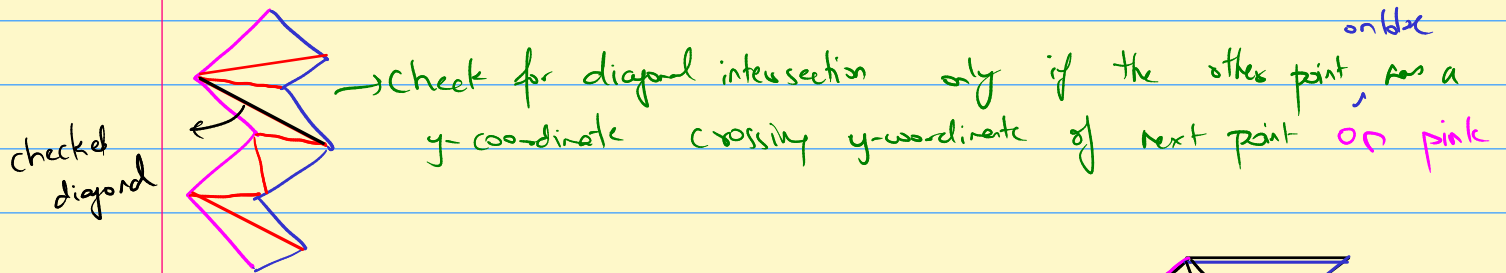 on blue
→ Check for diagonal intersection only if the other point has a
y-coordinate crossing y-coordinate of next point on pink
checked
diagonal